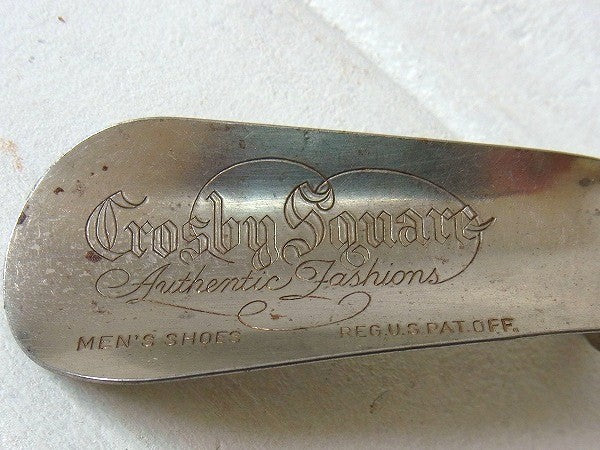 Crosby Square
Authentic Fashions
MEN'S SHOES REG.U.S.PAT.OFF.